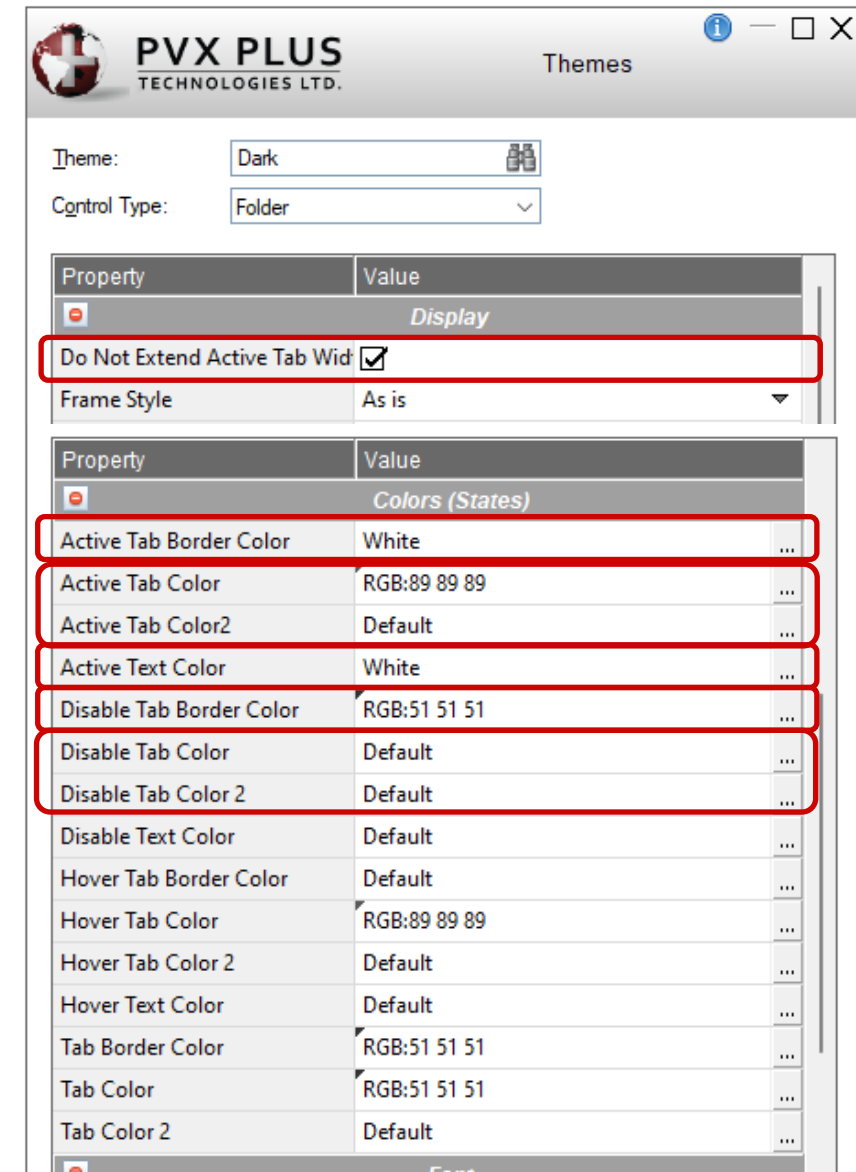 PVX PLUS
TECHNOLOGIES LTD.
Themes
Theme: Dark
Control Type: Folder
Property Value
Display
Do Not Extend Active Tab Wid
Frame Style As is
Property Value
Colors (States)
Active Tab Border Color White ...
Active Tab Color RGB:89 89 89 ...
Active Tab Color2 Default ...
Active Text Color White ...
Disable Tab Border Color RGB:51 51 51 ...
Disable Tab Color Default ...
Disable Tab Color 2 Default ...
Disable Text Color Default ...
Hover Tab Border Color Default ...
Hover Tab Color RGB:89 89 89 ...
Hover Tab Color 2 Default ...
Hover Text Color Default ...
Tab Border Color RGB:51 51 51 ...
Tab Color RGB:51 51 51 ...
Tab Color 2 Default ...
Font